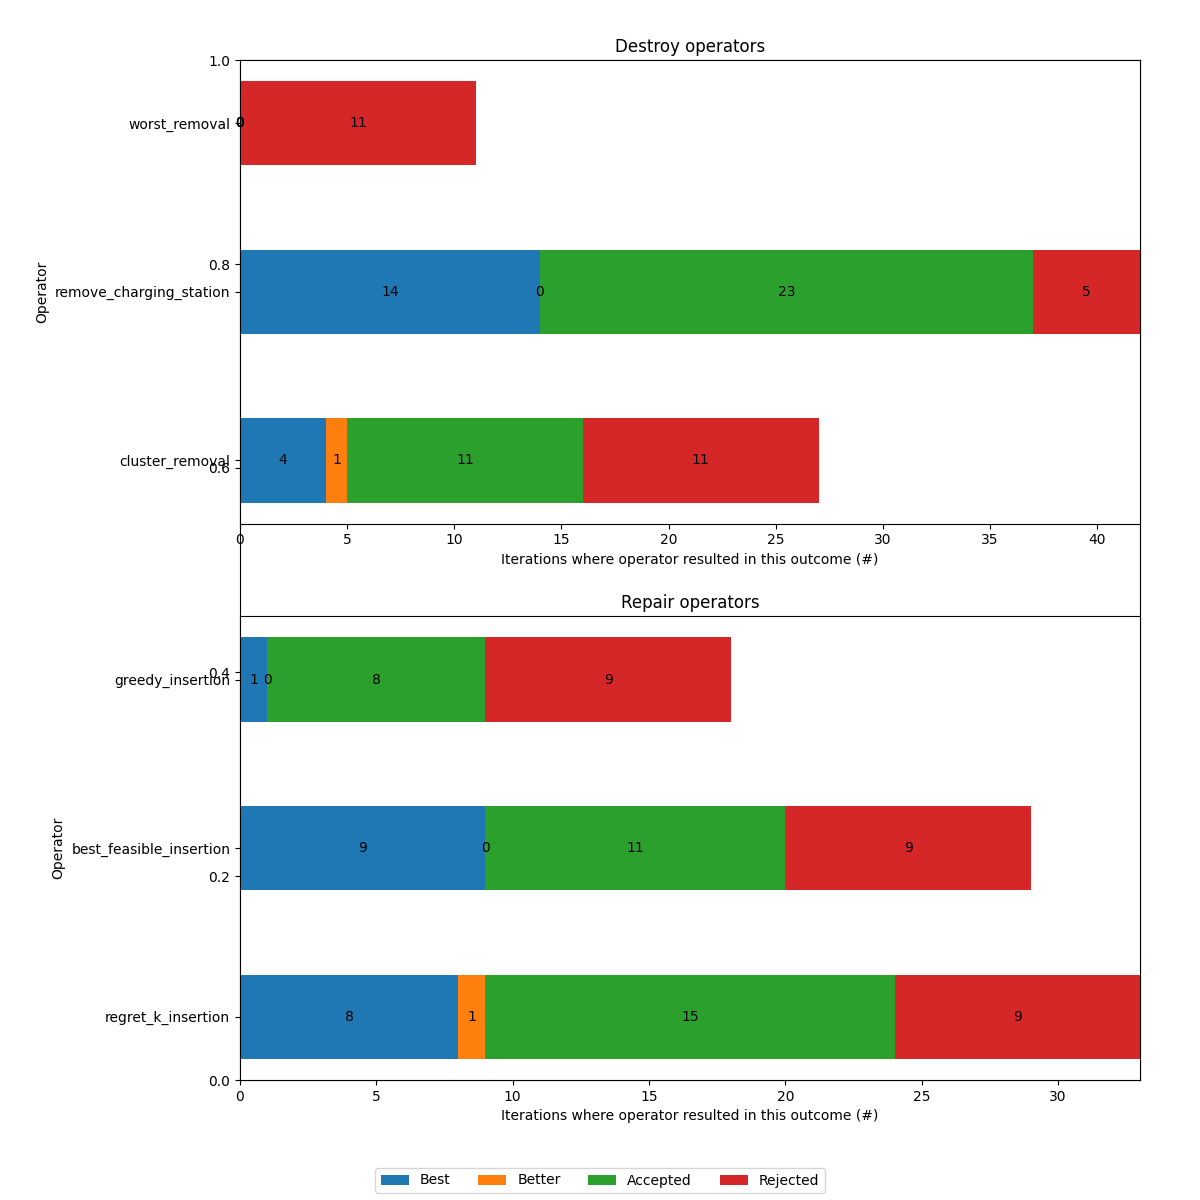 Destroy operators
1.0
worst_removal 0 11
0.8
Operator
remove_charging_station 14 0 23 5
cluster_removal 4 1 11 11
0.6
0 5 10 15 20 25 30 35 40
Iterations where operator resulted in this outcome (#)
Repair operators
0.4
greedy_insertion 1 0 8 9
Operator
best_feasible_insertion 9 0 11 9
0.2
regret_k_insertion 8 1 15 9
0.0
0 5 10 15 20 25 30
Iterations where operator resulted in this outcome (#)
Best Better Accepted Rejected